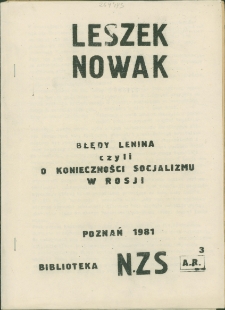 LESZEK
NOWAK
BŁĘDY LENINA
czyli
O KONIECZNOŚCI SOCJALIZMU
W ROSJI
POZNAŃ 1981
BIBLIOTEKA NZS
3
A.R.